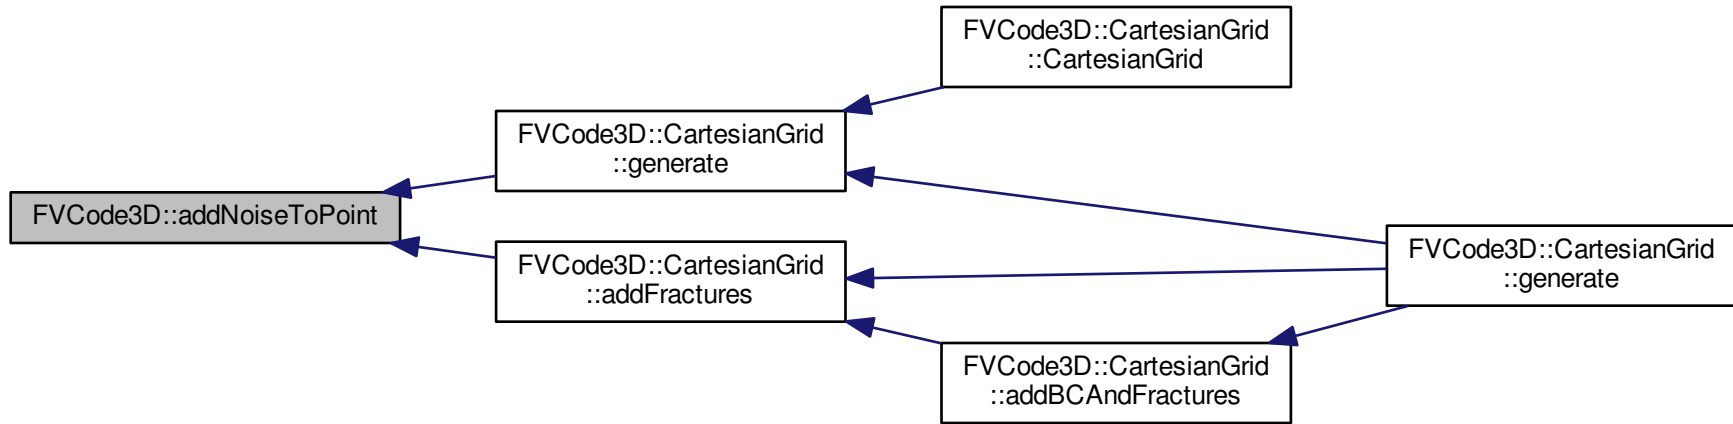 FVCode3D::CartesianGrid
::CartesianGrid
FVCode3D::CartesianGrid
::generate
FVCode3D::addNoiseToPoint
FVCode3D::CartesianGrid
::addFractures
FVCode3D::CartesianGrid
::generate
FVCode3D::CartesianGrid
::addBCAndFractures